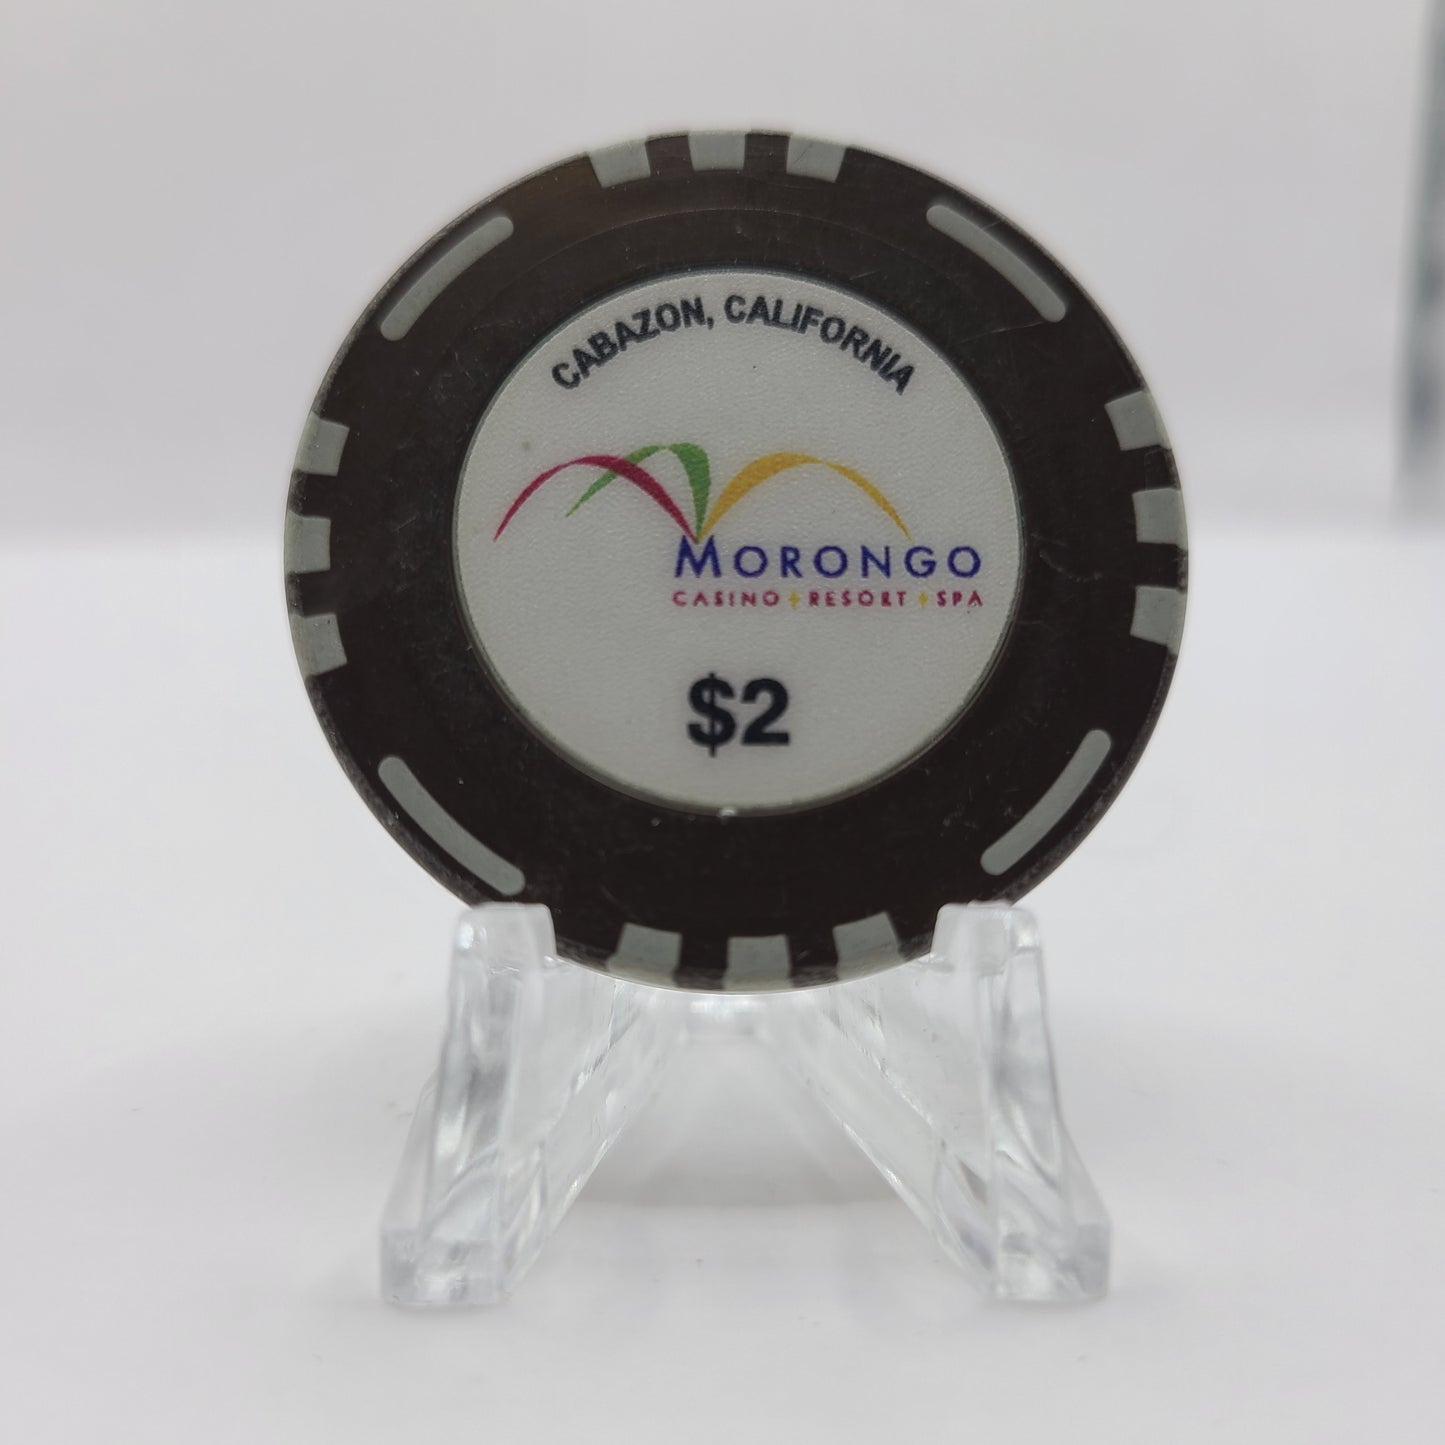 CABAZON, CALIFORNIA
MORONGO
CASINO + RESORT + SPA
$2